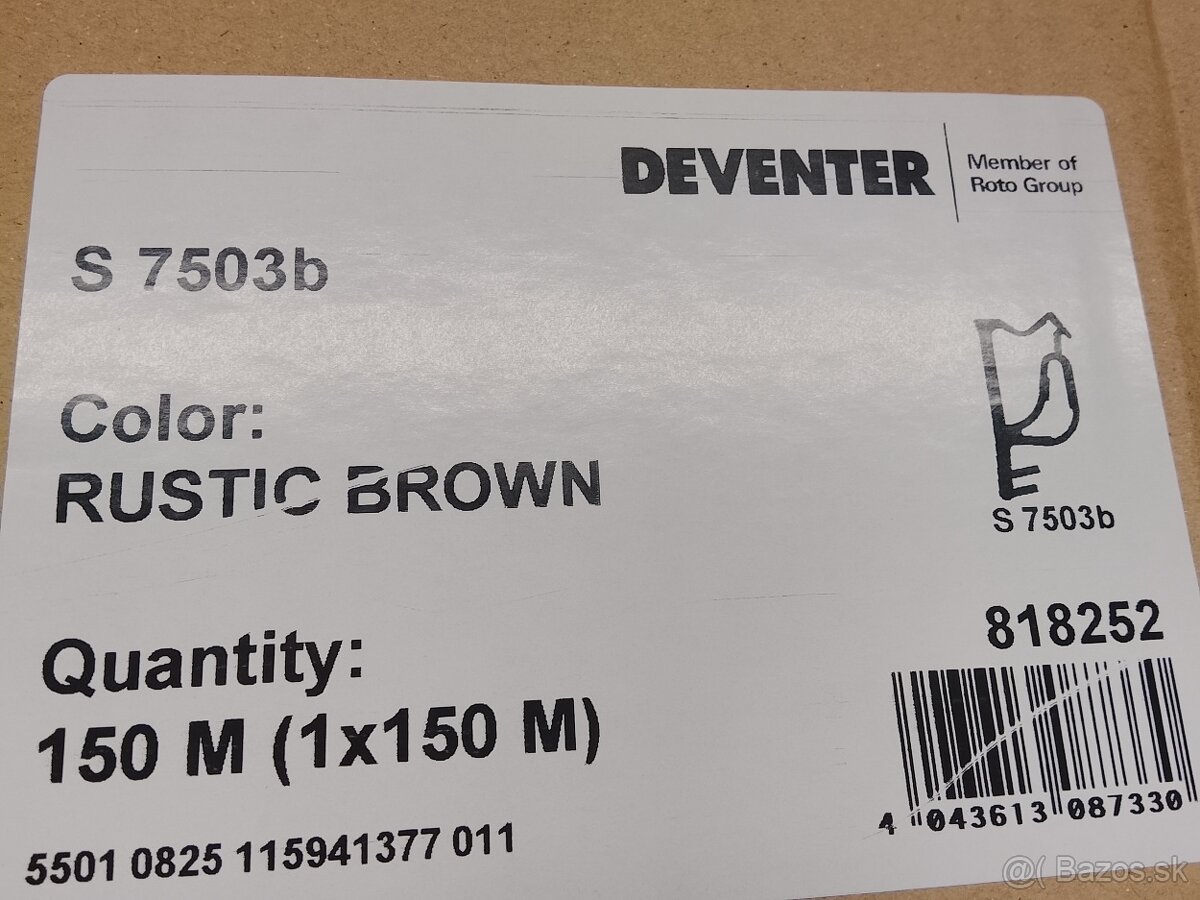 DEVENTER
Member of
Roto Group
S 7503b
Color:
RUSTIC BROWN
S 7503b
Quantity:
150 M (1x150 M)
818252
4 043613 087330
5501 0825 115941377 011
@( Bazos.sk